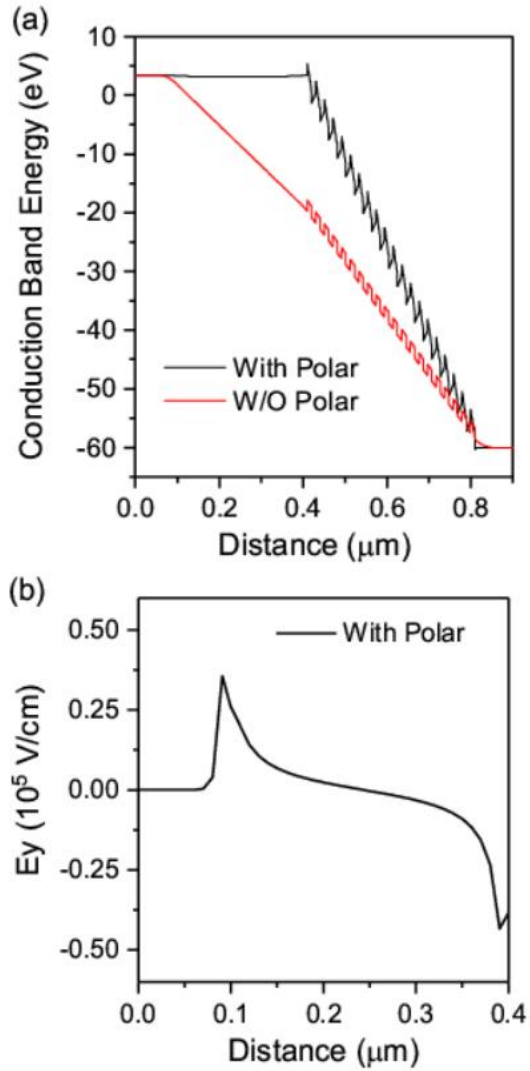 (a)
Conduction Band Energy (eV)
10
0
-10
-20
-30
-40
-50
-60
With Polar
W/O Polar
0.0 0.2 0.4 0.6 0.8
Distance (μm)
(b)
Ey (10⁵ V/cm)
0.50
0.25
0.00
-0.25
-0.50
With Polar
0.0 0.1 0.2 0.3 0.4
Distance (μm)